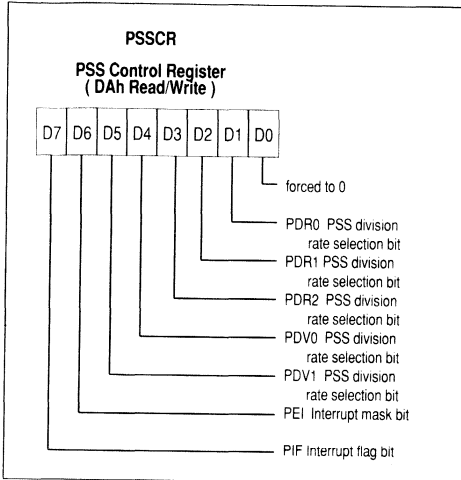 PSSCR
PSS Control Register
( DAh Read/Write )
D7 D6 D5 D4 D3 D2 D1 D0
forced to 0
PDR0 PSS division
rate selection bit
PDR1 PSS division
rate selection bit
PDR2 PSS division
rate selection bit
PDV0 PSS division
rate selection bit
PDV1 PSS division
rate selection bit
PEI Interrupt mask bit
PIF Interrupt flag bit